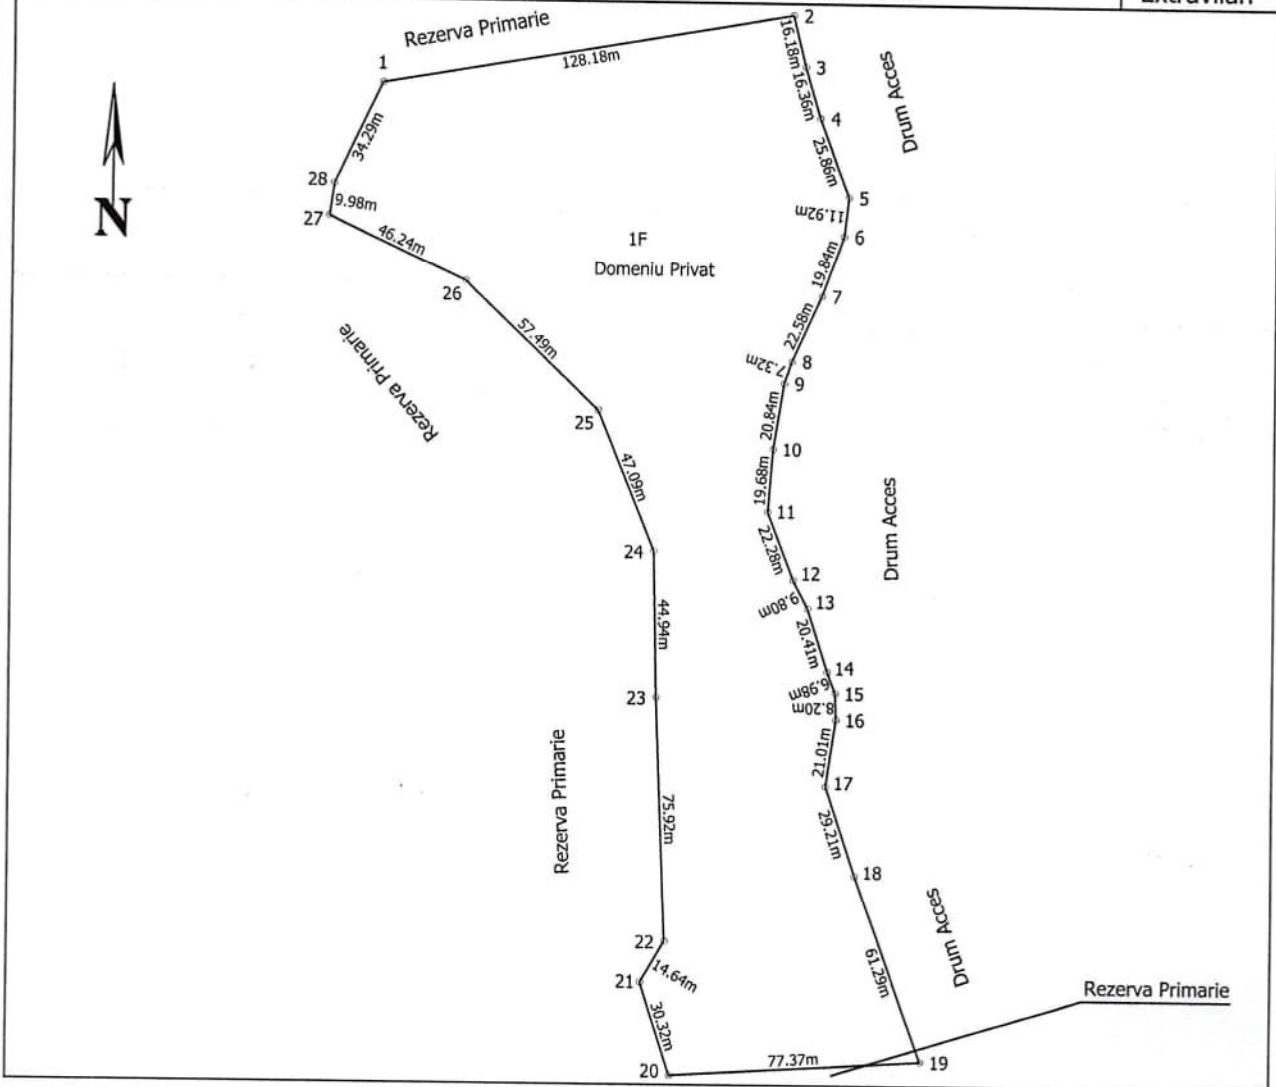 Extravilan
Rezerva Primarie
2
1
128.18m
16.18m
3
16.36m
4
Drum Acces
N
34.29m
25.86m
28
9.98m
27
5
11.92m
6
46.24m
1F
Domeniu Privat
19.84m
26
7
57.49m
22.58m
Rezerva Primarie
7.32m
8
9
25
20.84m
10
47.09m
19.68m
11
24
22.28m
Drum Acces
12
9.80m
13
44.94m
20.41m
14
6.98m
15
8.20m
16
23
21.01m
17
Rezerva Primarie
75.92m
29.21m
18
22
14.64m
21
61.29m
Drum Acces
30.32m
Rezerva Primarie
77.37m
20
19